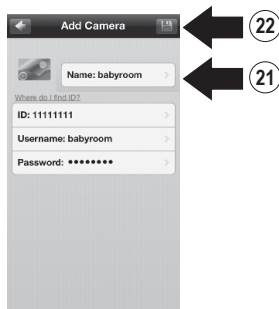 Add Camera
22
Name: babyroom
21
Where do I find ID?
ID: 11111111
Username: babyroom
Password: ••••••••